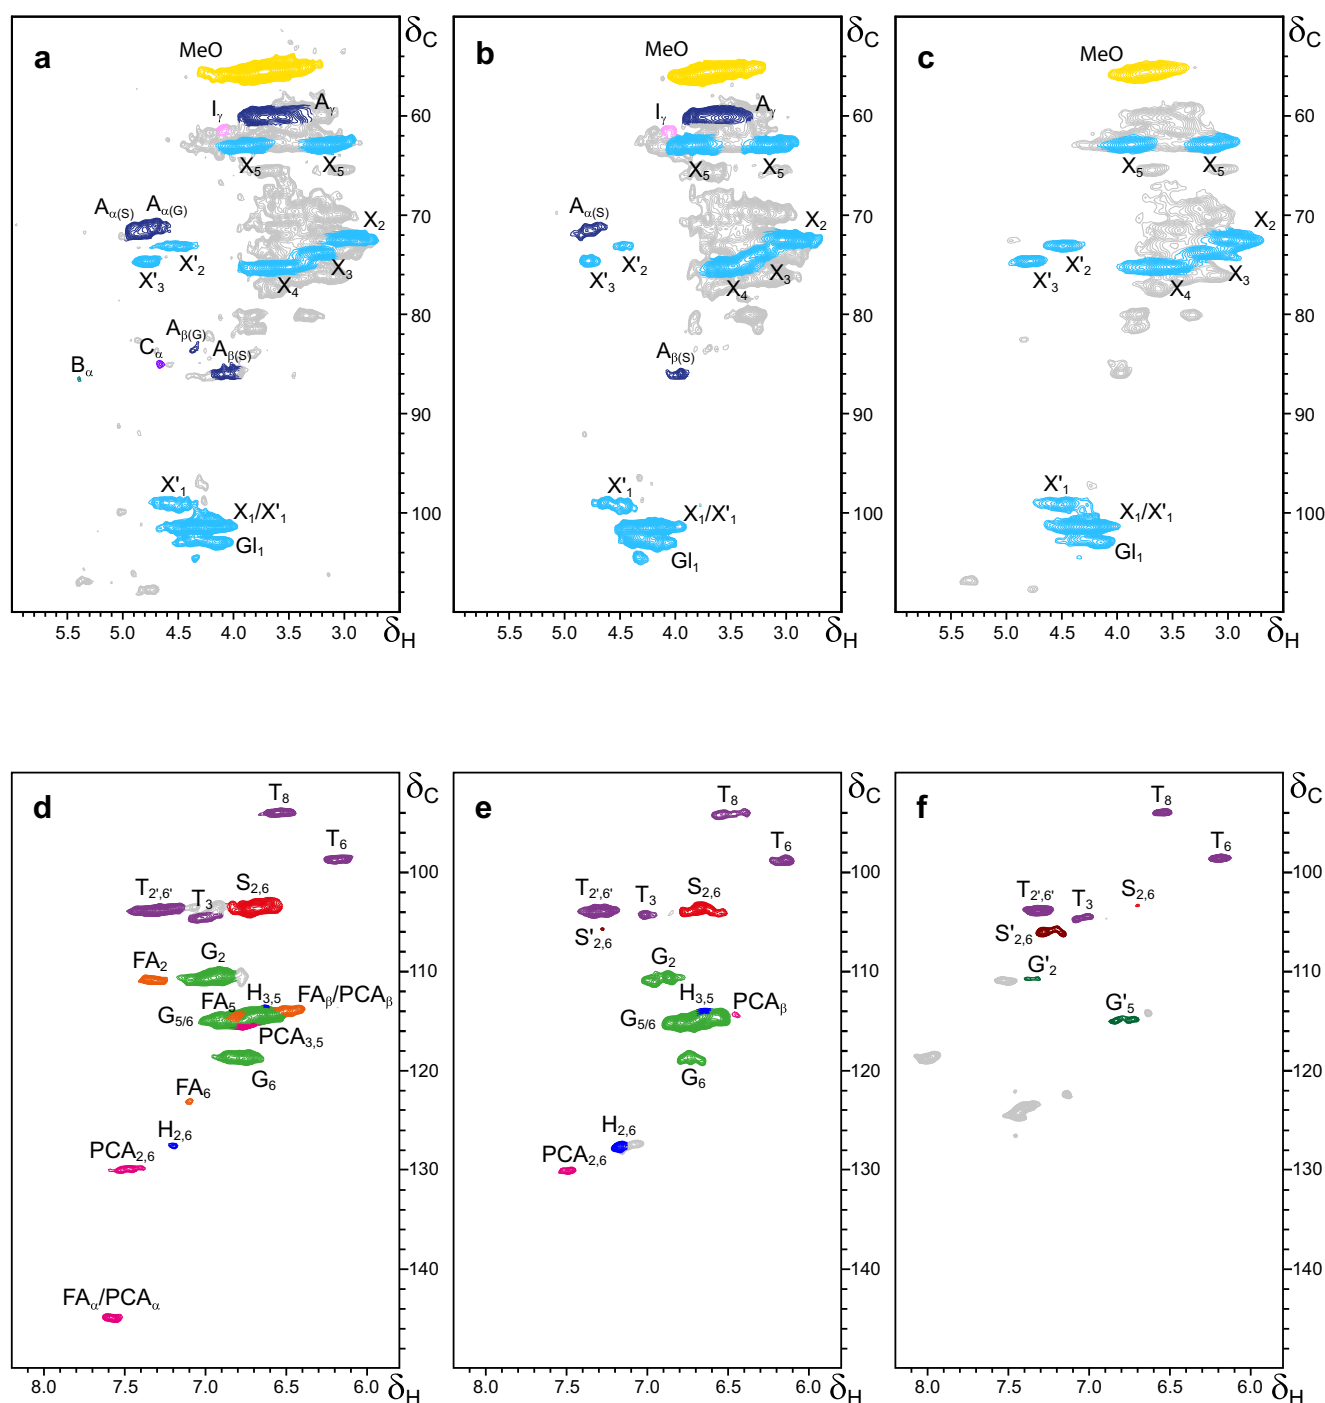 a
MeO
δC
Iγ
Aγ
60
X5
X5
Aα(S)
Aα(G)
70
X2
X'2
X'3
X3
X4
80
Aβ(G)
Cα
Aβ(S)
Bα
90
X'1
X1/X'1
100
Gl1
5.5 5.0 4.5 4.0 3.5 3.0
δH
b
MeO
δC
Iγ
Aγ
60
X5
X5
Aα(S)
70
X2
X'2
X'3
X3
X4
80
Aβ(S)
90
X'1
X1/X'1
100
Gl1
5.5 5.0 4.5 4.0 3.5 3.0
δH
c
MeO
δC
60
X5
X5
70
X2
X'2
X'3
X3
X4
80
90
X'1
X1/X'1
100
Gl1
5.5 5.0 4.5 4.0 3.5 3.0
δH
d
T8
δC
T6
100
T2',6'
T3
S2,6
FA2
G2
110
H3,5
FAβ/PCAβ
FA5
G5/6
PCA3,5
120
G6
FA6
H2,6
PCA2,6
130
140
FAα/PCAα
8.0 7.5 7.0 6.5 6.0
δH
e
T8
δC
T6
100
T2',6'
T3
S2,6
S'2,6
G2
110
H3,5
PCAβ
G5/6
120
G6
H2,6
PCA2,6
130
140
8.0 7.5 7.0 6.5 6.0
δH
f
T8
δC
T6
100
T2',6'
T3
S2,6
S'2,6
G'2
110
G'5
120
130
140
8.0 7.5 7.0 6.5 6.0
δH